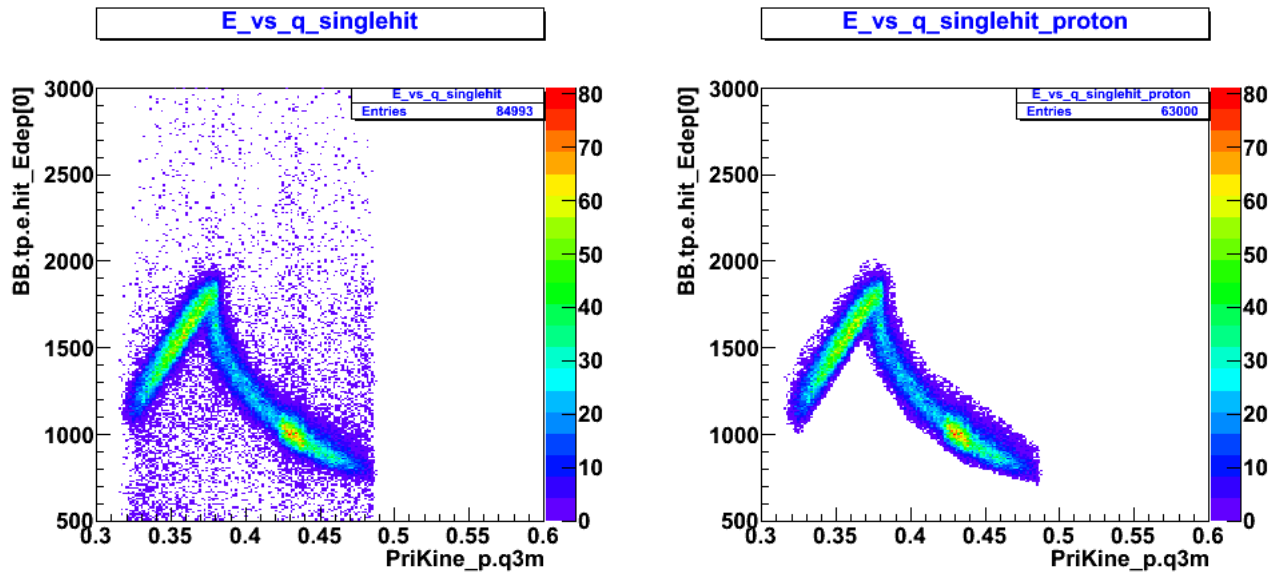 E_vs_q_singlehit
BB.tp.e.hit_Edep[0]
3000
2500
2000
1500
1000
500
E_vs_q_singlehit
Entries 84993
80
70
60
50
40
30
20
10
0
0.3 0.35 0.4 0.45 0.5 0.55 0.6
PriKine_p.q3m
E_vs_q_singlehit_proton
BB.tp.e.hit_Edep[0]
3000
2500
2000
1500
1000
500
E_vs_q_singlehit_proton
Entries 63000
80
70
60
50
40
30
20
10
0
0.3 0.35 0.4 0.45 0.5 0.55 0.6
PriKine_p.q3m